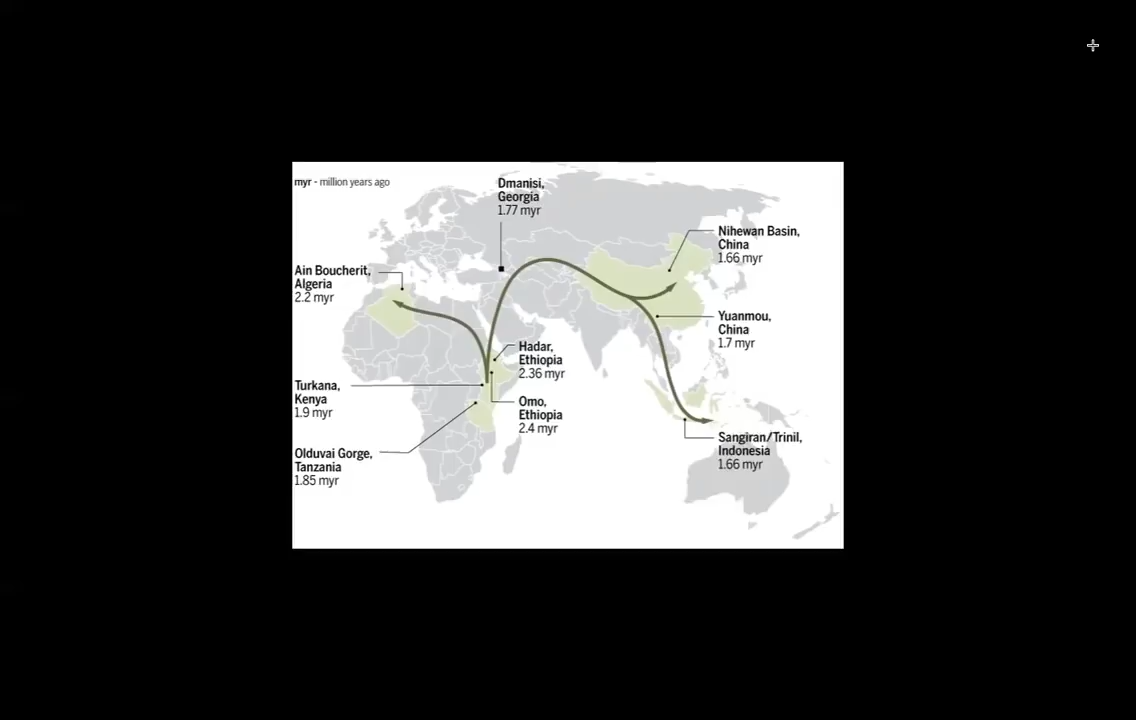 myr - million years ago
Dmanisi,
Georgia
1.77 myr
Nihewan Basin,
China
1.66 myr
Ain Boucherit,
Algeria
2.2 myr
Yuanmou,
China
1.7 myr
Hadar,
Ethiopia
2.36 myr
Turkana,
Kenya
1.9 myr
Omo,
Ethiopia
2.4 myr
Sangiran/Trinil,
Indonesia
1.66 myr
Olduvai Gorge,
Tanzania
1.85 myr